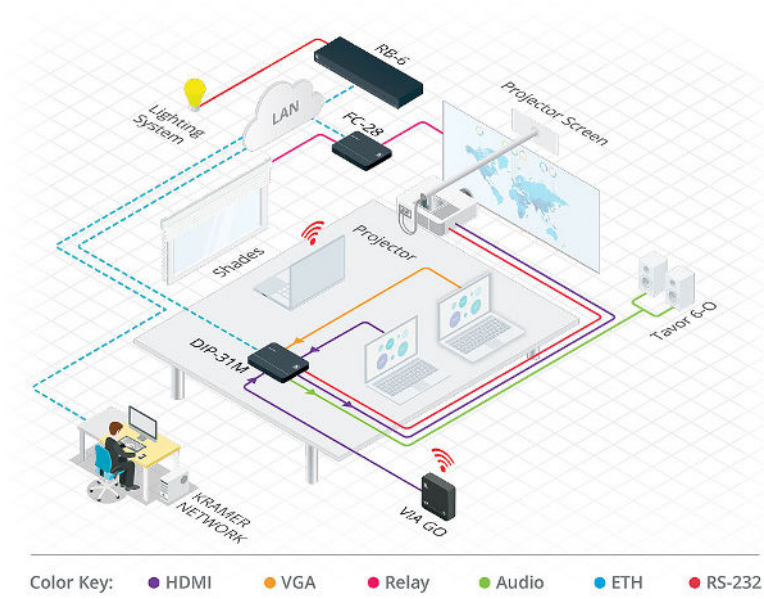 RB-6
Lighting
System
LAN
FC-28
Projector Screen
Shades
Projector
Tavor 6-O
DIP-31M
KRAMER
NETWORK
VIA GO
Color Key: HDMI VGA Relay Audio ETH RS-232